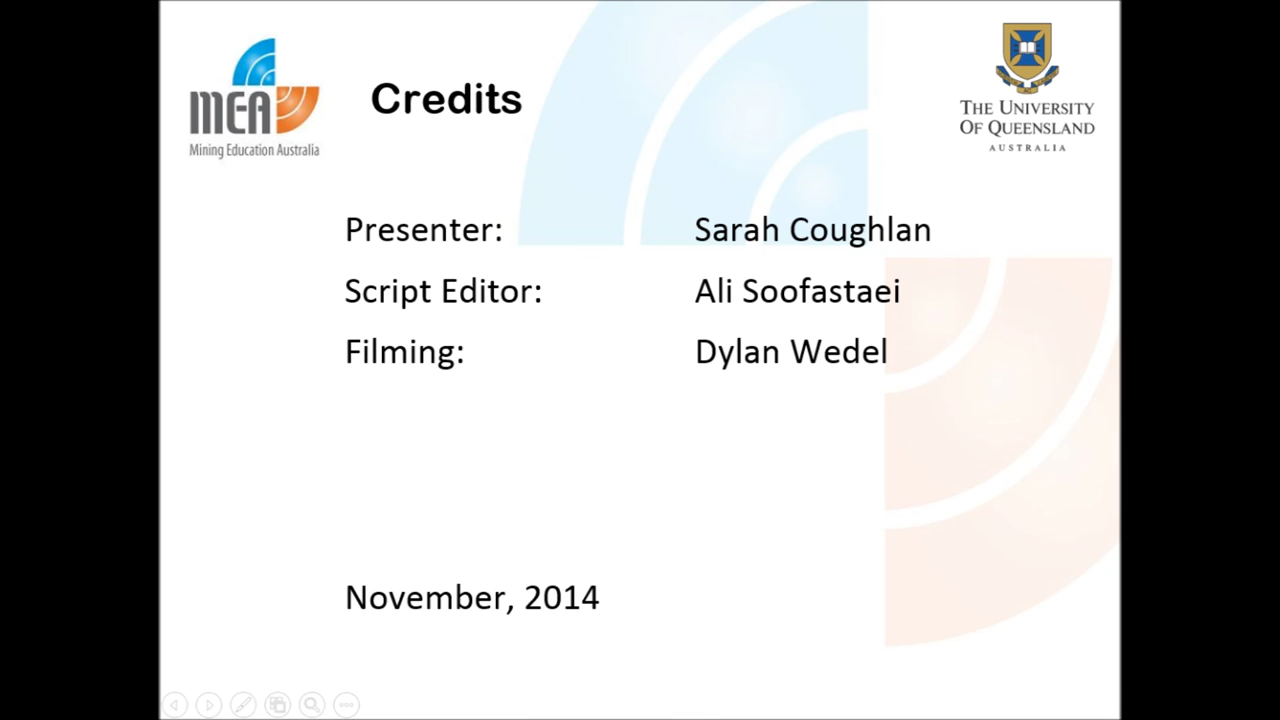 MEA
Mining Education Australia
Credits
THE UNIVERSITY
OF QUEENSLAND
AUSTRALIA
Presenter: Sarah Coughlan
Script Editor: Ali Soofastaei
Filming: Dylan Wedel
November, 2014